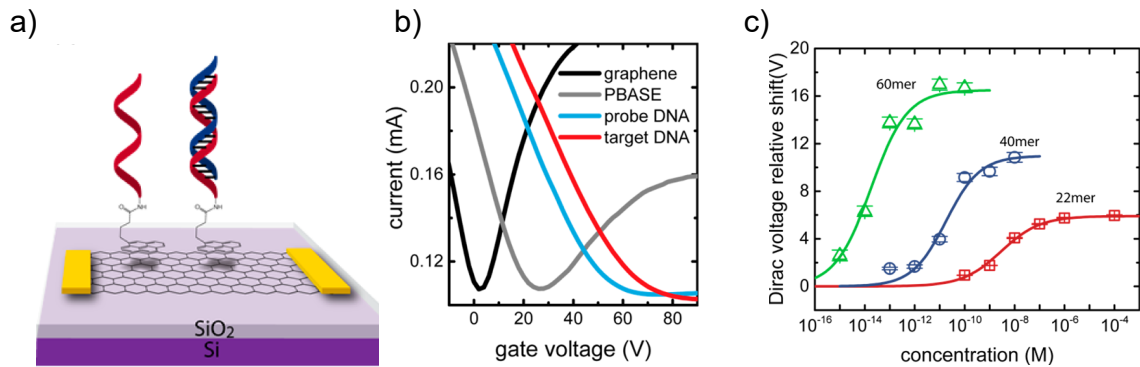 a)
O
NH
O
NH
SiO₂
Si
b)
current (mA)
0.20
0.16
0.12
graphene
PBASE
probe DNA
target DNA
0 20 40 60 80
gate voltage (V)
c)
Dirac voltage relative shift(V)
20
16
12
8
4
0
60mer
40mer
22mer
10⁻¹⁶ 10⁻¹⁴ 10⁻¹² 10⁻¹⁰ 10⁻⁸ 10⁻⁶ 10⁻⁴
concentration (M)